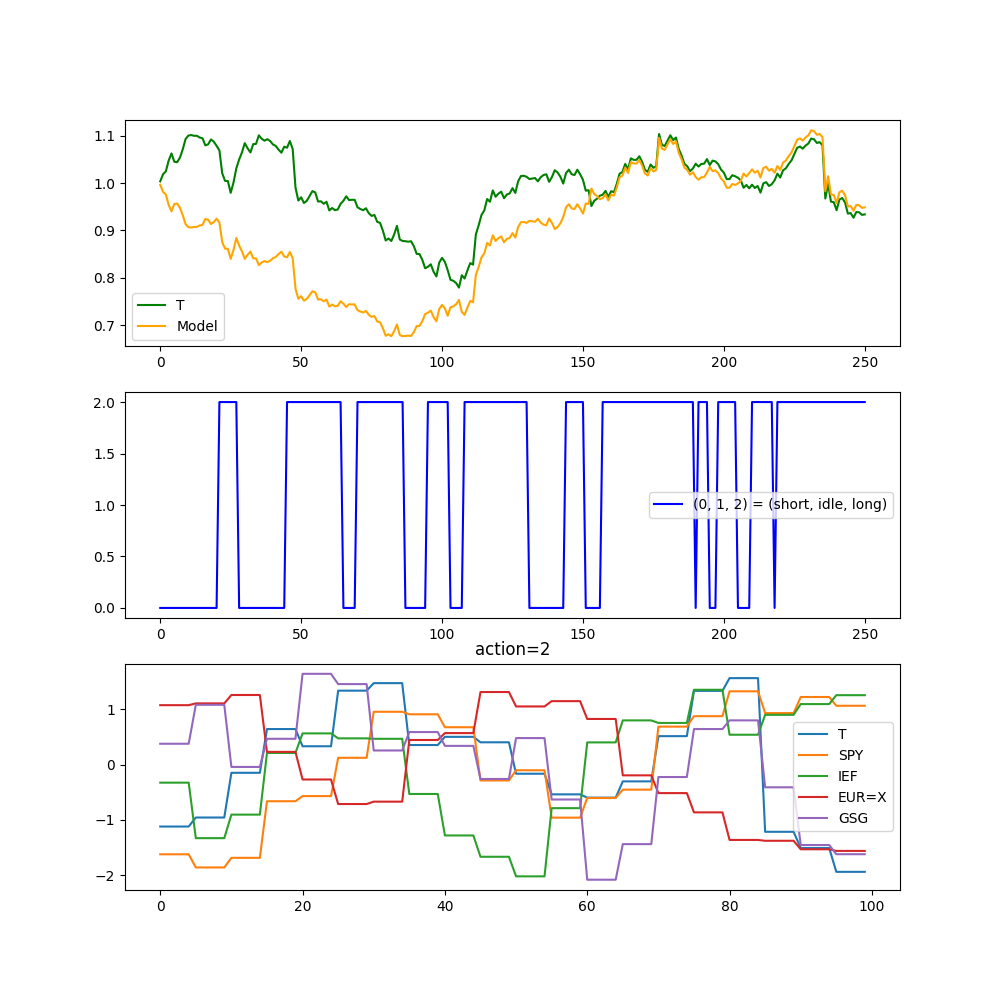 1.1
1.0
0.9
0.8
0.7
T
Model
0 50 100 150 200 250
2.0
1.5
1.0
0.5
0.0
(0, 1, 2) = (short, idle, long)
0 50 100 150 200 250
action=2
1
0
−1
−2
T
SPY
IEF
EUR=X
GSG
0 20 40 60 80 100